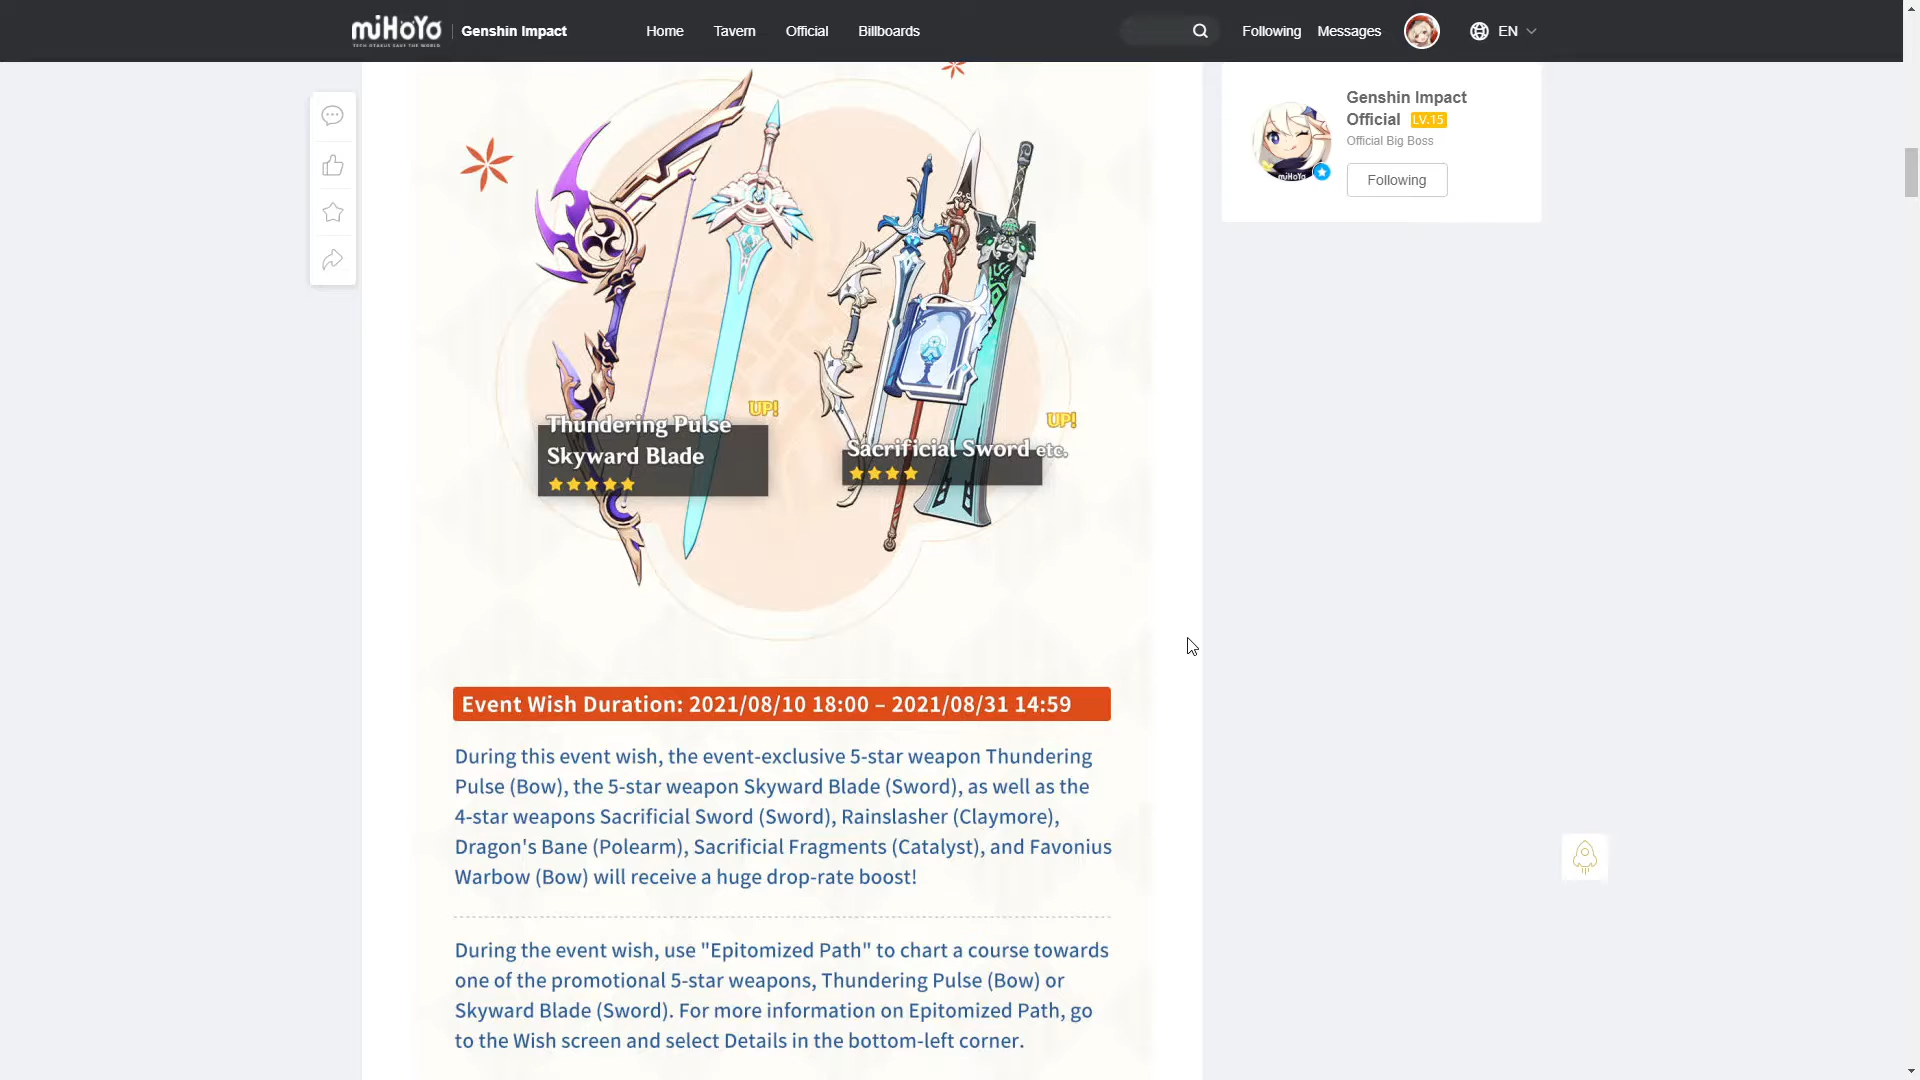 miHoYo
TECH OTAKUS SAVE THE WORLD
Genshin Impact
Home
Tavern
Official
Billboards
Following
Messages
EN
Genshin Impact
Official LV.15
Official Big Boss
miHoYo
Following
UP!
Thundering Pulse
Skyward Blade
UP!
Sacrificial Sword etc.
Event Wish Duration: 2021/08/10 18:00 – 2021/08/31 14:59
During this event wish, the event-exclusive 5-star weapon Thundering
Pulse (Bow), the 5-star weapon Skyward Blade (Sword), as well as the
4-star weapons Sacrificial Sword (Sword), Rainslasher (Claymore),
Dragon's Bane (Polearm), Sacrificial Fragments (Catalyst), and Favonius
Warbow (Bow) will receive a huge drop-rate boost!
During the event wish, use "Epitomized Path" to chart a course towards
one of the promotional 5-star weapons, Thundering Pulse (Bow) or
Skyward Blade (Sword). For more information on Epitomized Path, go
to the Wish screen and select Details in the bottom-left corner.